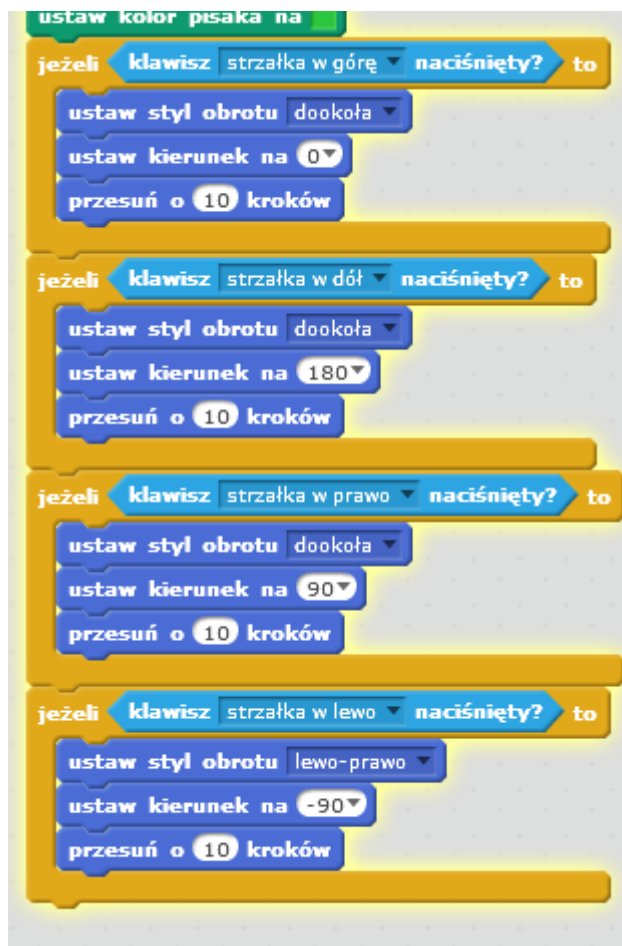 ustaw kolor pisaka na
jeżeli klawisz strzałka w górę naciśnięty? to
ustaw styl obrotu dookoła
ustaw kierunek na 0
przesuń o 10 kroków
jeżeli klawisz strzałka w dół naciśnięty? to
ustaw styl obrotu dookoła
ustaw kierunek na 180
przesuń o 10 kroków
jeżeli klawisz strzałka w prawo naciśnięty? to
ustaw styl obrotu dookoła
ustaw kierunek na 90
przesuń o 10 kroków
jeżeli klawisz strzałka w lewo naciśnięty? to
ustaw styl obrotu lewo-prawo
ustaw kierunek na -90
przesuń o 10 kroków